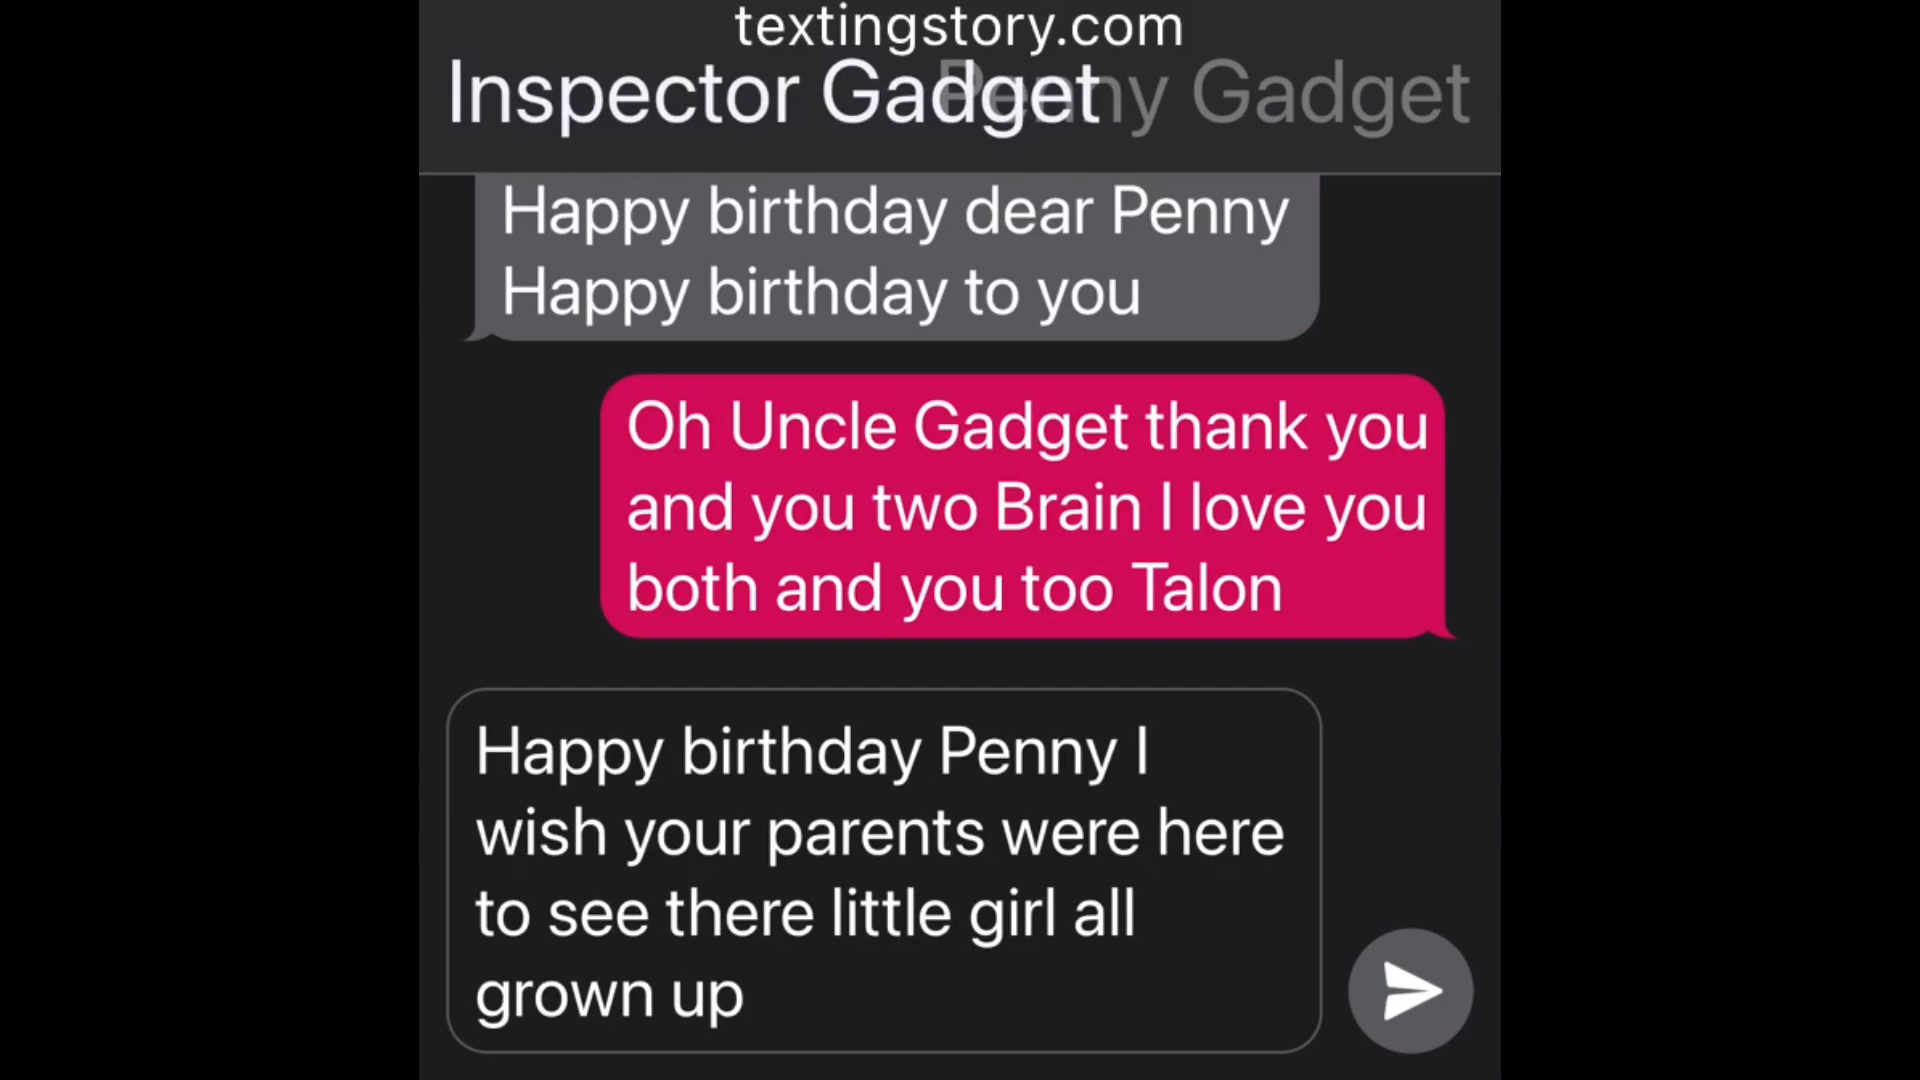 textingstory.com
Inspector Gadget Penny Gadget
Happy birthday dear Penny
Happy birthday to you
Oh Uncle Gadget thank you
and you two Brain I love you
both and you too Talon
Happy birthday Penny I
wish your parents were here
to see there little girl all
grown up